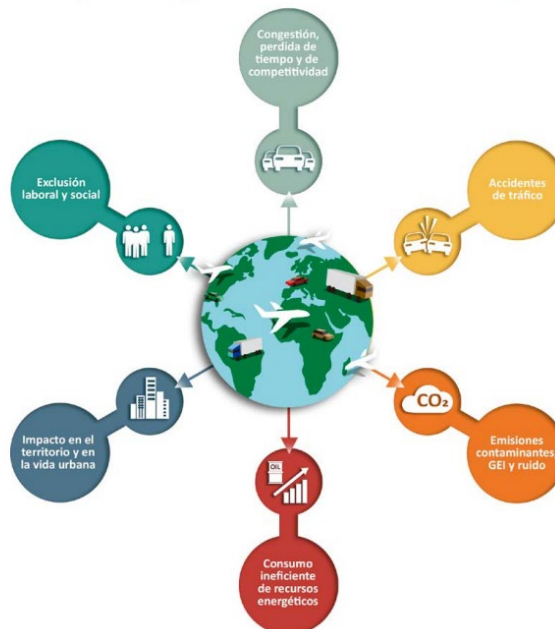 Congestión,
perdida de
tiempo y de
competitividad
Exclusión
laboral y social
Accidentes
de tráfico
Impacto en el
territorio y en
la vida urbana
CO₂
Emisiones
contaminantes,
GEI y ruido
OIL
Consumo
ineficiente
de recursos
energéticos